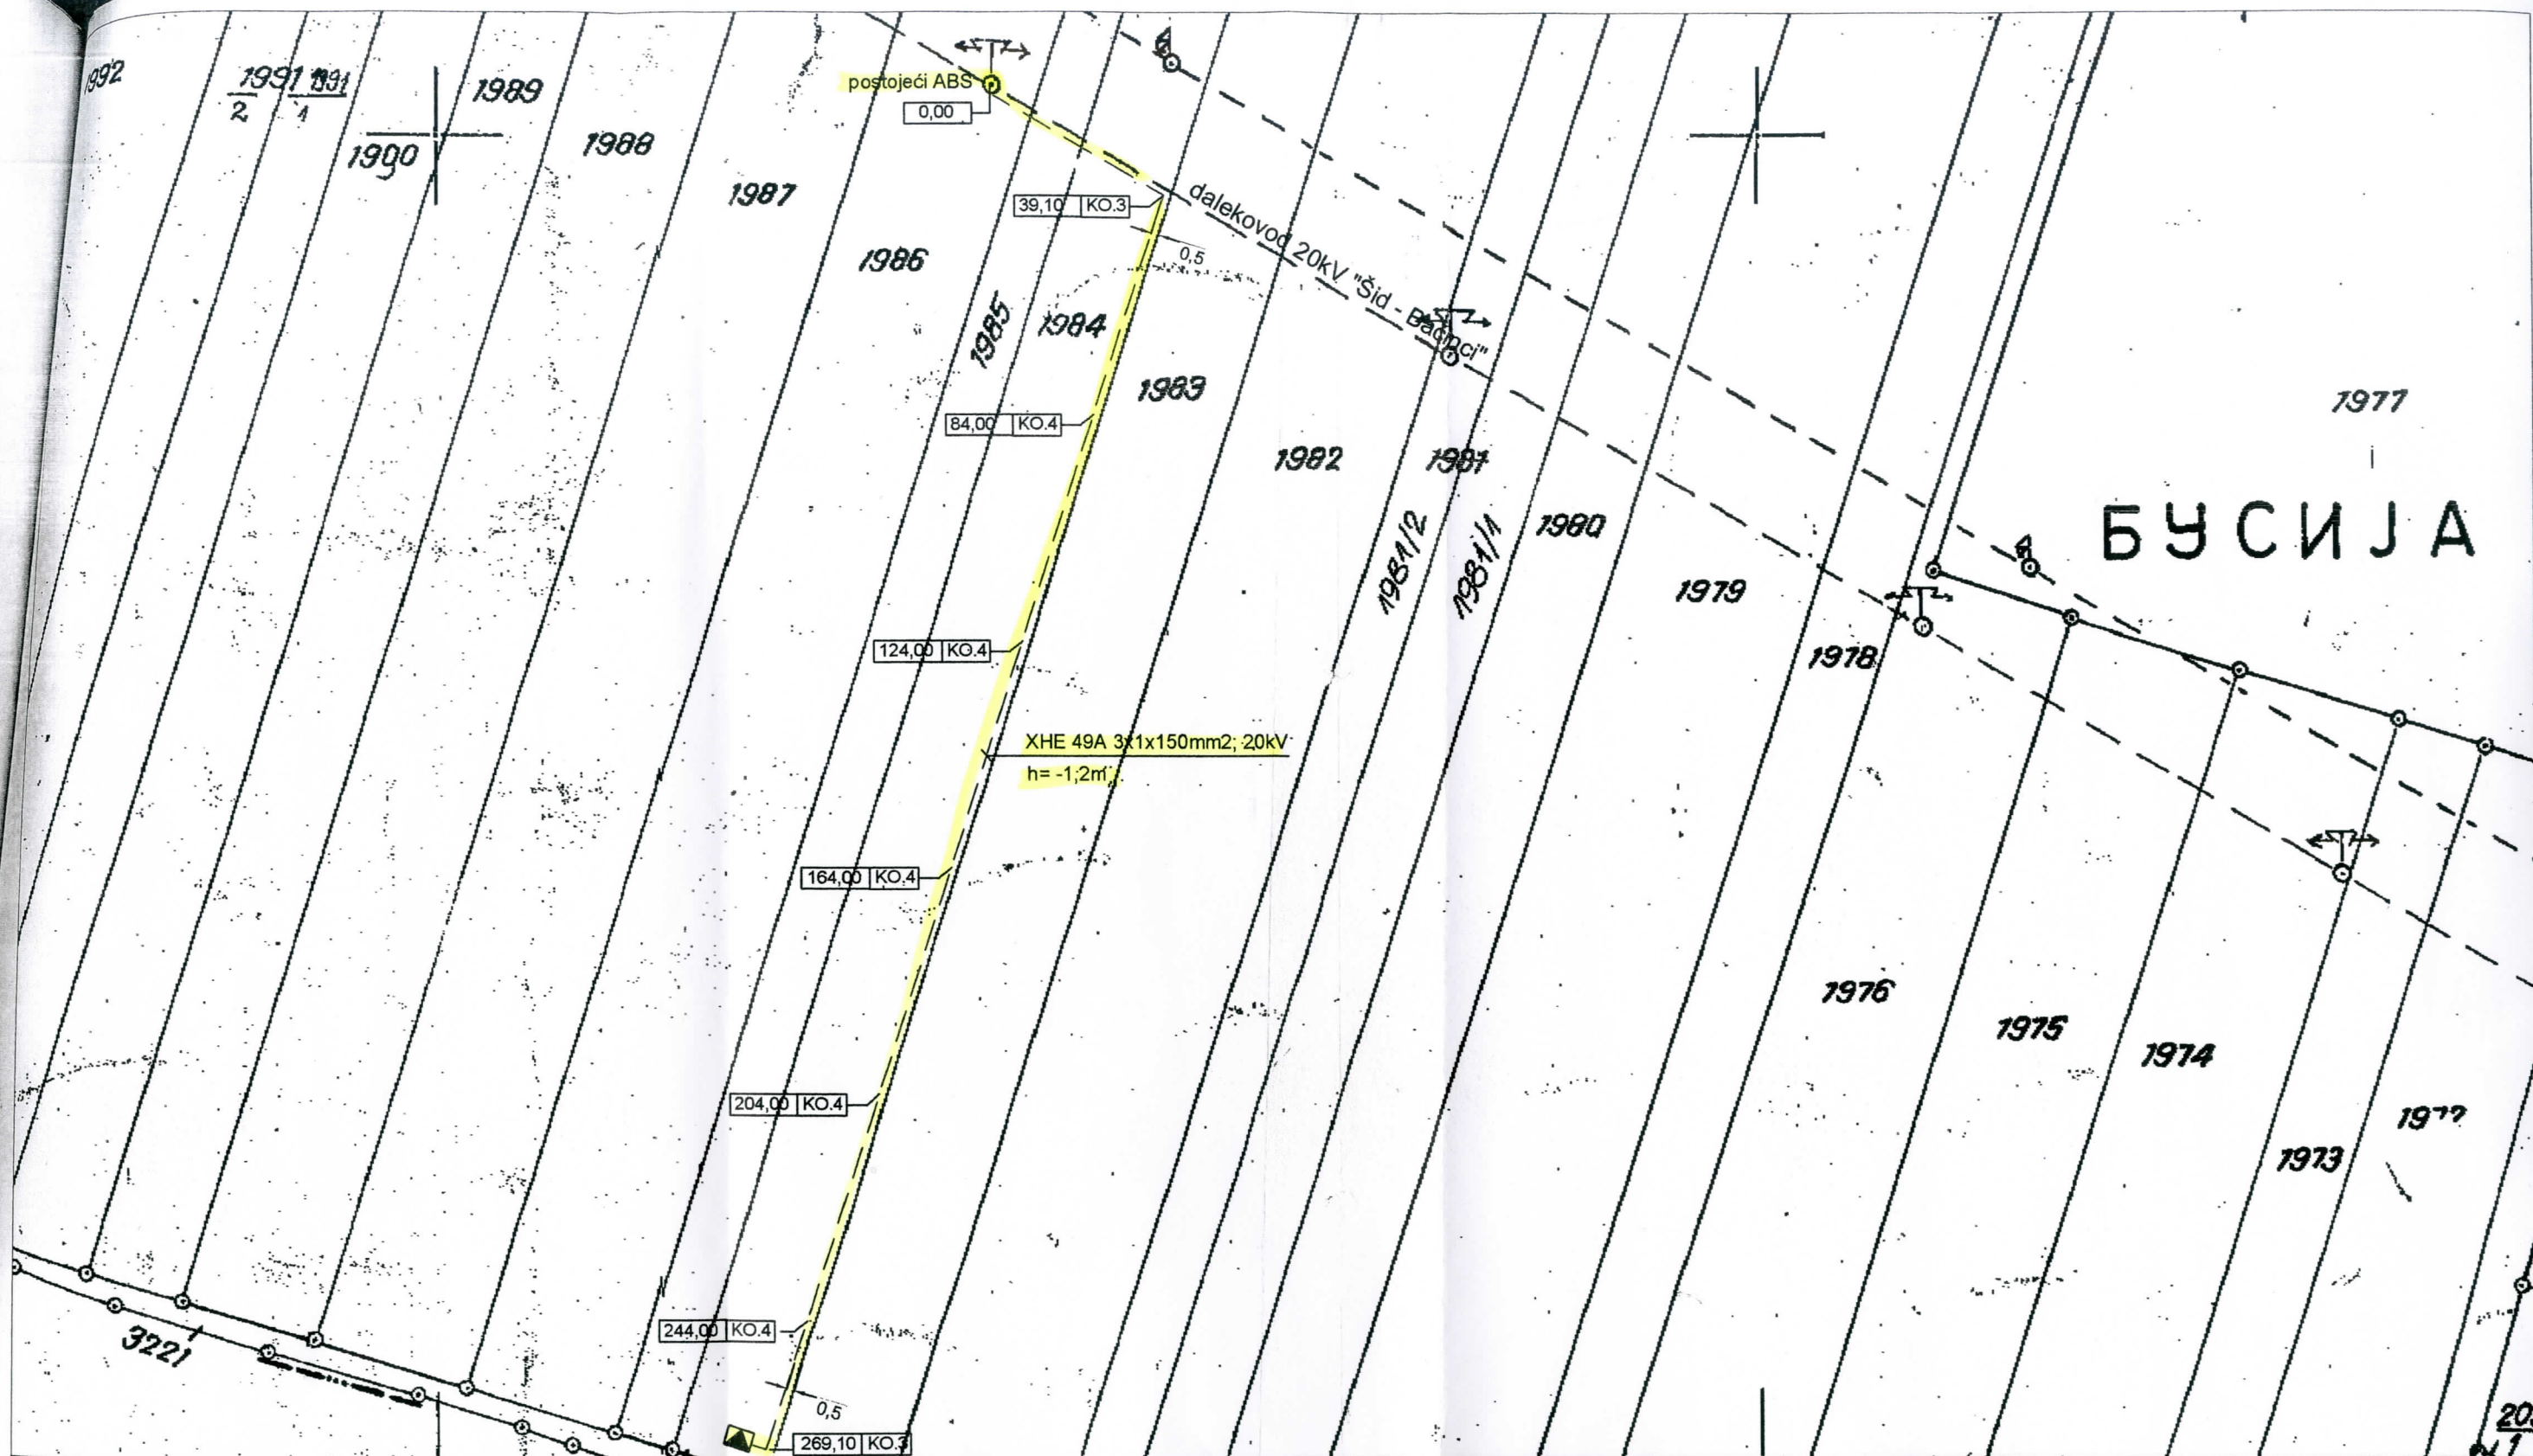 1992
1991/2
1991/1
1990
1989
1988
1987
1986
1985
1984
1983
1982
1981
1981/2
1981/1
1980
1979
1978
1977
1976
1975
1974
1973
postojeći ABS
0,00
39,10 KO.3
0,5
dalekovod 20kV "Šid - Bačinci"
84,00 KO.4
124,00 KO.4
XHE 49A 3x1x150mm2; 20kV
h= -1,2m
164,00 KO.4
204,00 KO.4
244,00 KO.4
0,5
269,10 KO.3
3221
БУСИЈА